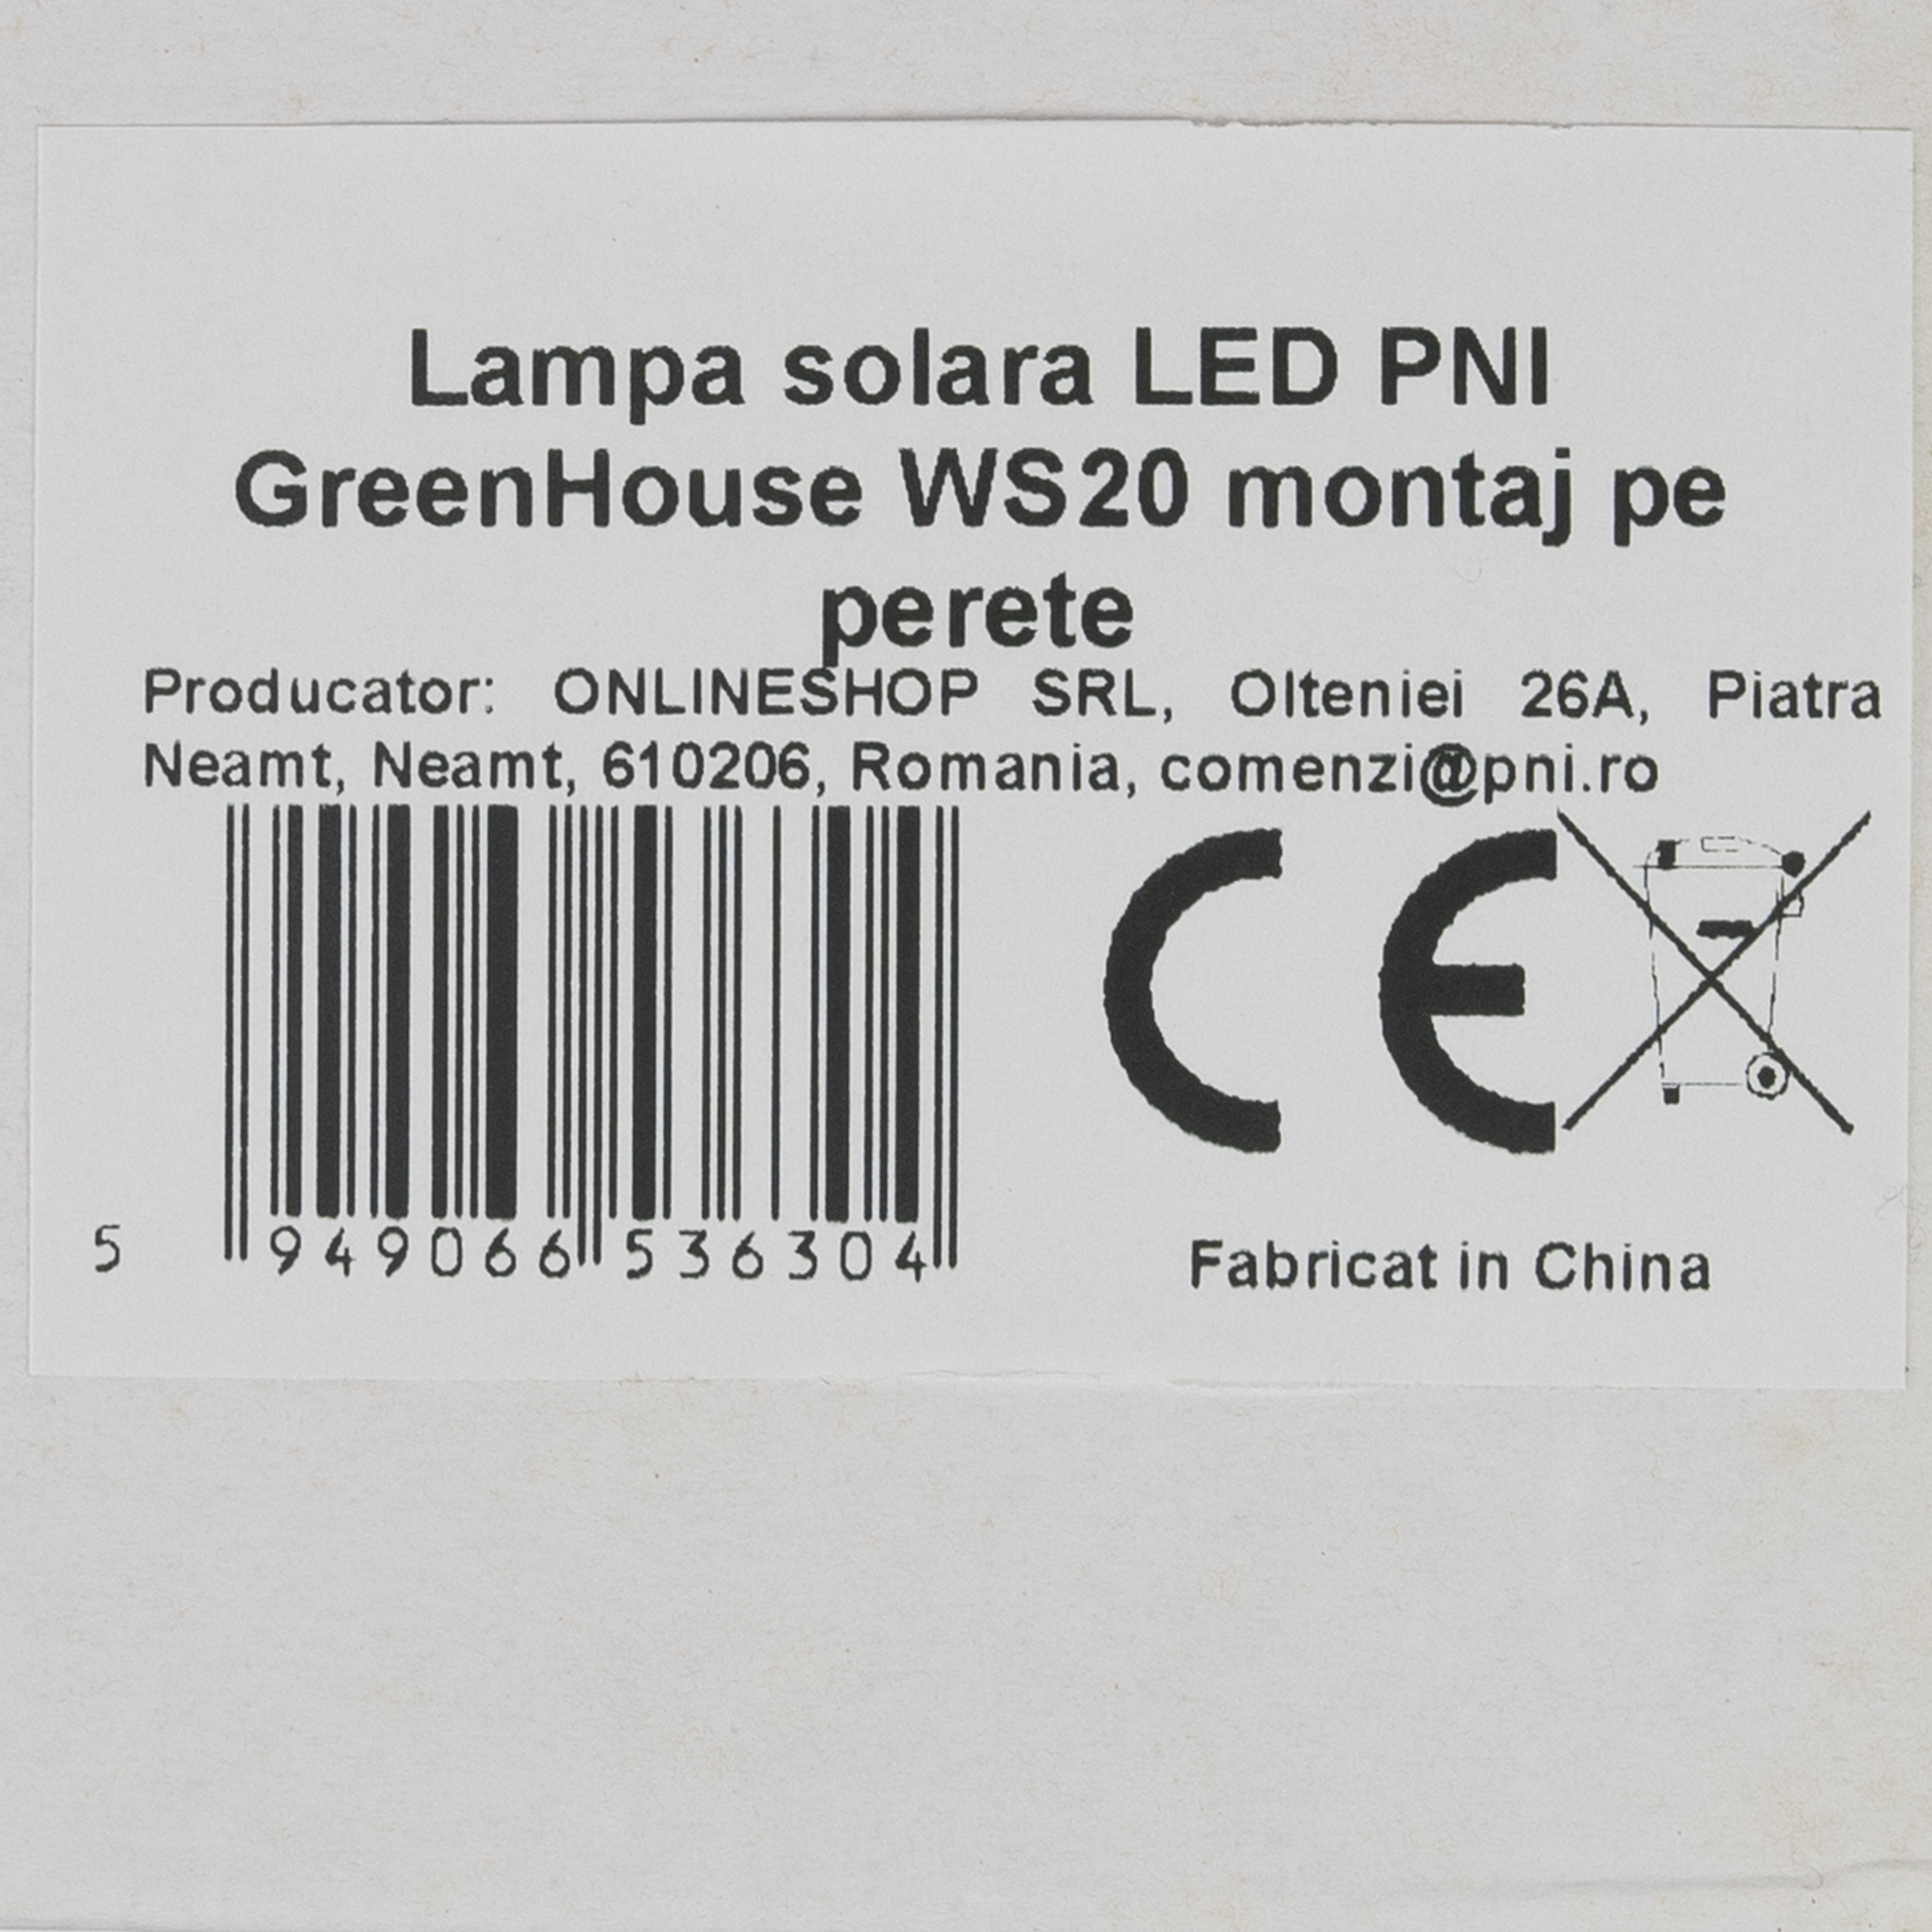 Lampa solara LED PNI
GreenHouse WS20 montaj pe
perete
Producator: ONLINESHOP SRL, Olteniei 26A, Piatra
Neamt, Neamt, 610206, Romania, comenzi@pni.ro
CE
5 949066 536304
Fabricat in China